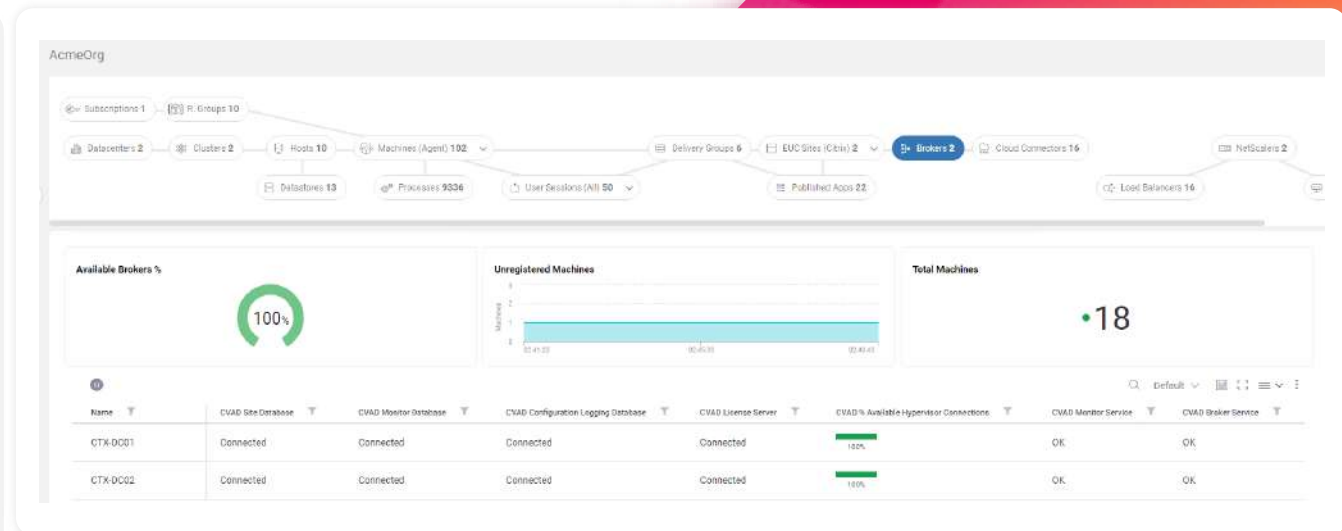 AcmeOrg
Subscriptions 1 R. Groups 10
Datacenters 2 Clusters 2 Hosts 10 Machines (Agent) 102 Delivery Groups 6 EUC Sites (Citrix) 2 Brokers 2 Cloud Connectors 16 NetScalers 2
Datastores 13 Processes 9336 User Sessions (All) 50 Published Apps 22 Load Balancers 16
Available Brokers % Unregistered Machines Total Machines
100% 18
Machines
3
2
1
0
Default
Name CVAD Site Database CVAD Monitor Database CVAD Configuration Logging Database CVAD License Server CVAD % Available Hypervisor Connections CVAD Monitor Service CVAD Broker Service
CTX-DC01 Connected Connected Connected Connected 100% OK OK
CTX-DC02 Connected Connected Connected Connected 100% OK OK